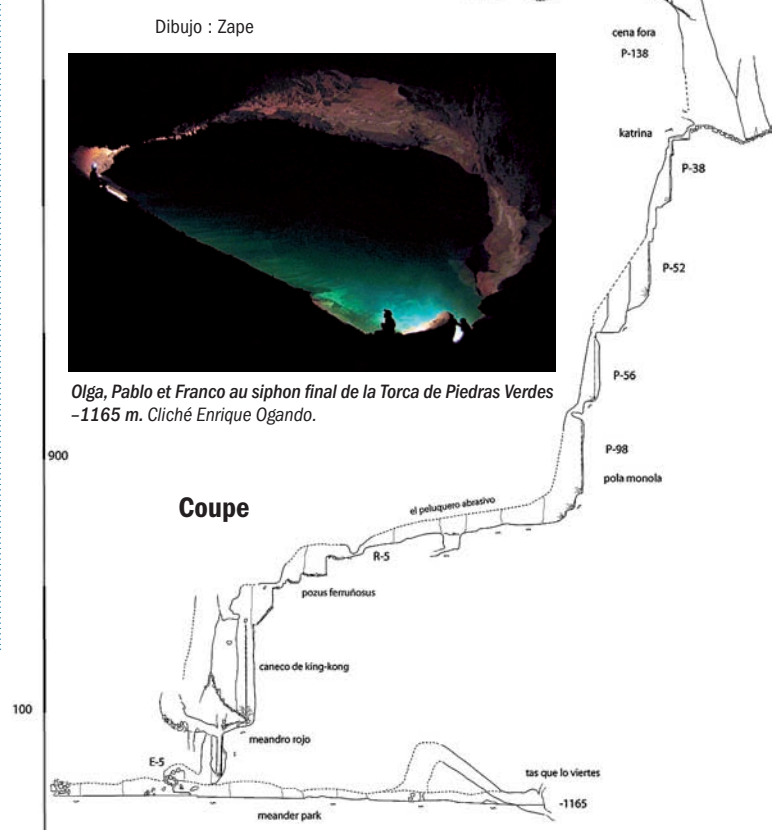 Dibujo : Zape
cena fora
P-138
katrina
P-38
P-52
Olga, Pablo et Franco au siphon final de la Torca de Piedras Verdes
–1165 m. Cliché Enrique Ogando.
P-56
900
P-98
pola monola
Coupe
el peluquero abrasivo
R-5
pozus ferruñosus
caneco de king-kong
100
meandro rojo
E-5
tas que lo viertes
-1165
meander park